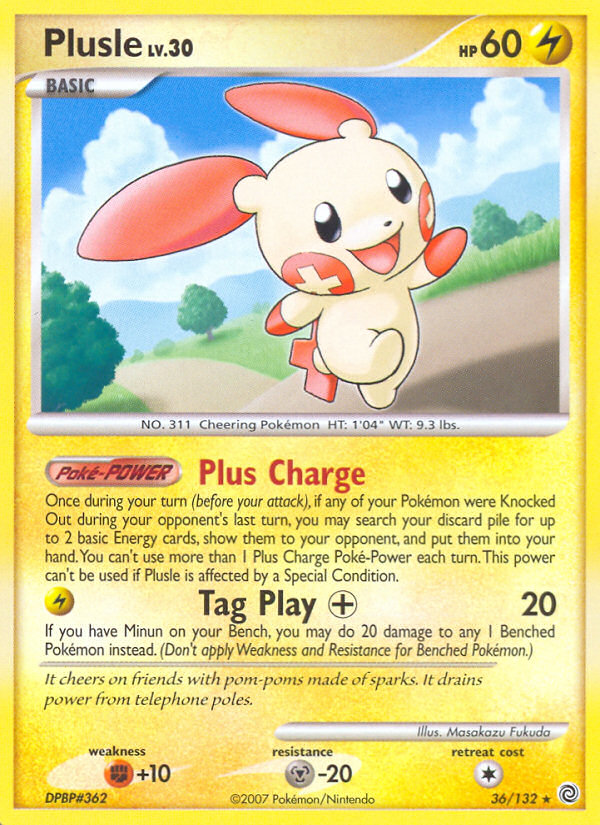 Plusle LV.30 HP 60
BASIC
NO. 311 Cheering Pokémon HT: 1'04" WT: 9.3 lbs.
Poké-POWER Plus Charge
Once during your turn (before your attack), if any of your Pokémon were Knocked
Out during your opponent's last turn, you may search your discard pile for up
to 2 basic Energy cards, show them to your opponent, and put them into your
hand. You can't use more than 1 Plus Charge Poké-Power each turn. This power
can't be used if Plusle is affected by a Special Condition.
Tag Play + 20
If you have Minun on your Bench, you may do 20 damage to any 1 Benched
Pokémon instead. (Don't apply Weakness and Resistance for Benched Pokémon.)
It cheers on friends with pom-poms made of sparks. It drains
power from telephone poles.
Illus. Masakazu Fukuda
weakness resistance retreat cost
+10 -20
DPBP#362 ©2007 Pokémon/Nintendo 36/132 ★